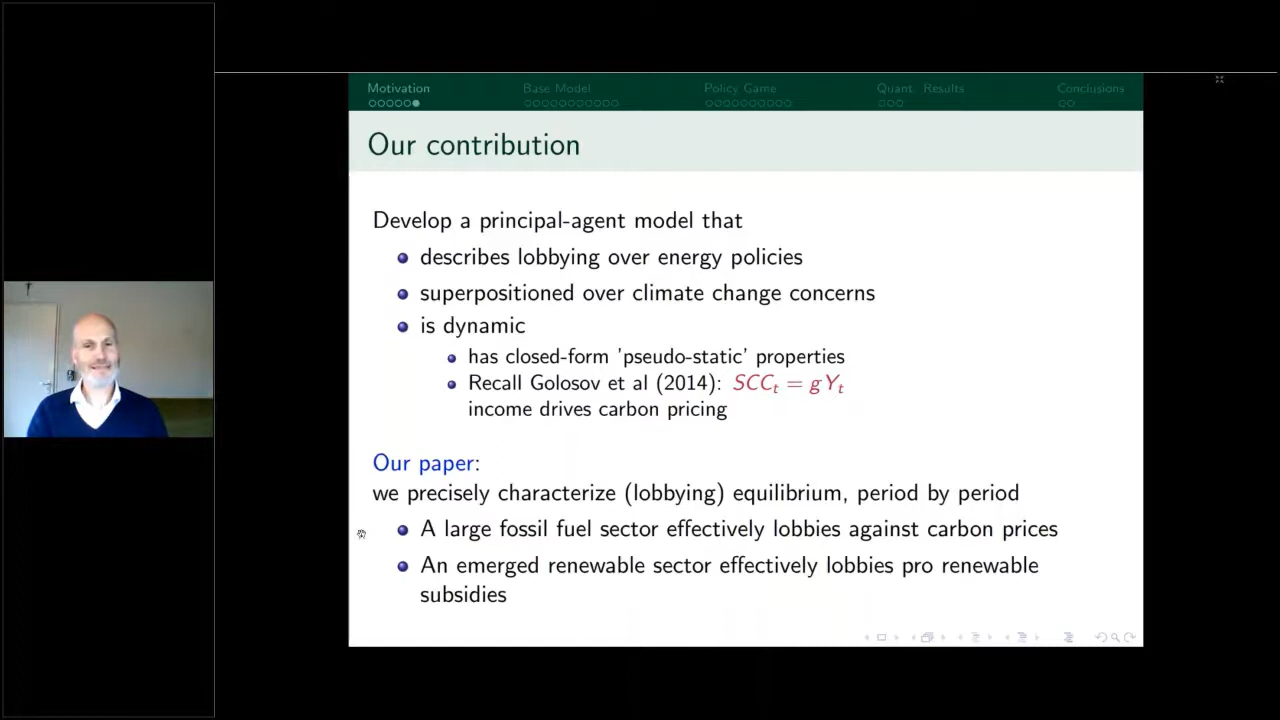 Motivation
Base Model
Policy Game
Quant. Results
Conclusions
Our contribution
Develop a principal-agent model that
describes lobbying over energy policies
superpositioned over climate change concerns
is dynamic
has closed-form 'pseudo-static' properties
Recall Golosov et al (2014): SCCt = gYt
income drives carbon pricing
Our paper:
we precisely characterize (lobbying) equilibrium, period by period
A large fossil fuel sector effectively lobbies against carbon prices
An emerged renewable sector effectively lobbies pro renewable
subsidies